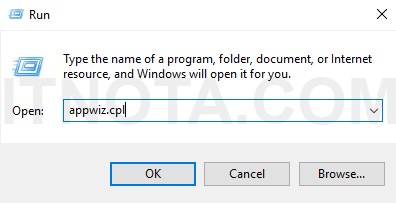 Run
Type the name of a program, folder, document, or Internet
resource, and Windows will open it for you.
ITNOTA.COM
Open: appwiz.cpl
OK Cancel Browse...